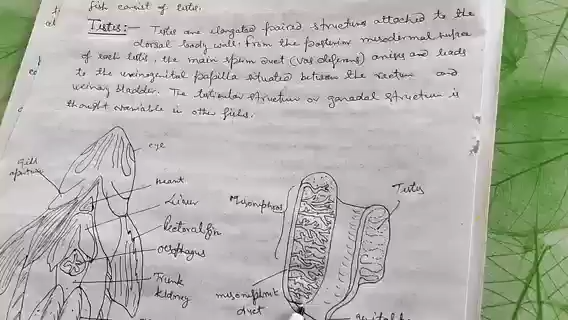 fish consist of testis.
Testes:- Testes are elongated paired structures attached to the
dorsal body wall. From the posterior mesodermal surface
of each testis, the main sperm duct (vas deferens) arises and leads
to the urinogenital papilla situated between the rectum and
urinary bladder. The testicular structure or gonadal structure is
thought variable in other fishes.
eye
Gill
aperture
heart
Liver
Pectoral fin
oesophagus
Trunk
kidney
Mesonephros
Testes
mesonephric
duct